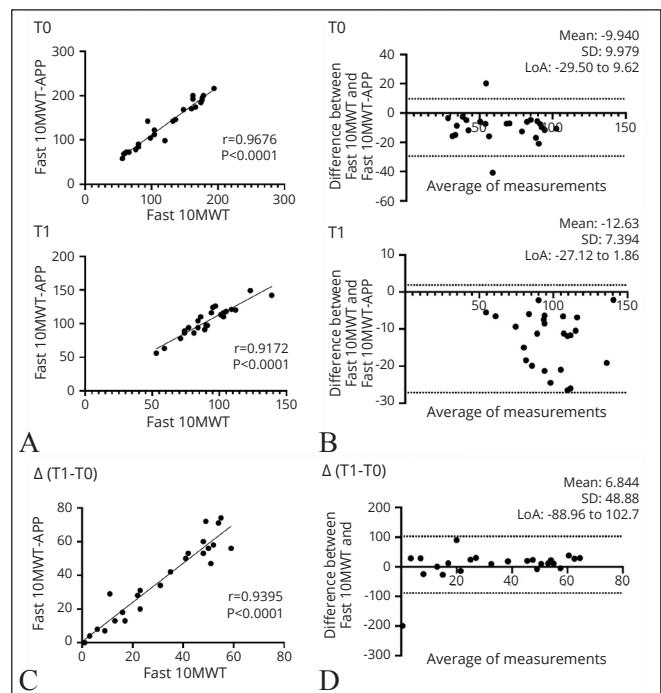 T0
300
200
100
0
0 100 200 300
Fast 10MWT-APP
Fast 10MWT
r=0.9676
P<0.0001
T1
200
150
100
50
0
0 50 100 150
Fast 10MWT-APP
Fast 10MWT
r=0.9172
P<0.0001
A
T0
Mean: -9.940
SD: 9.979
LoA: -29.50 to 9.62
40
20
0
-20
-40
-60
50 100 150
Difference between
Fast 10MWT and
Fast 10MWT-APP
Average of measurements
T1
Mean: -12.63
SD: 7.394
LoA: -27.12 to 1.86
10
0
-10
-20
-30
50 100 150
Difference between
Fast 10MWT and
Fast 10MWT-APP
Average of measurements
B
Δ (T1-T0)
80
60
40
20
0
0 20 40 60 80
Fast 10MWT-APP
Fast 10MWT
r=0.9395
P<0.0001
C
Δ (T1-T0)
Mean: 6.844
SD: 48.88
LoA: -88.96 to 102.7
300
200
100
0
-100
-200
300
20 40 60 80
Difference between
Fast 10MWT and
Average of measurements
D